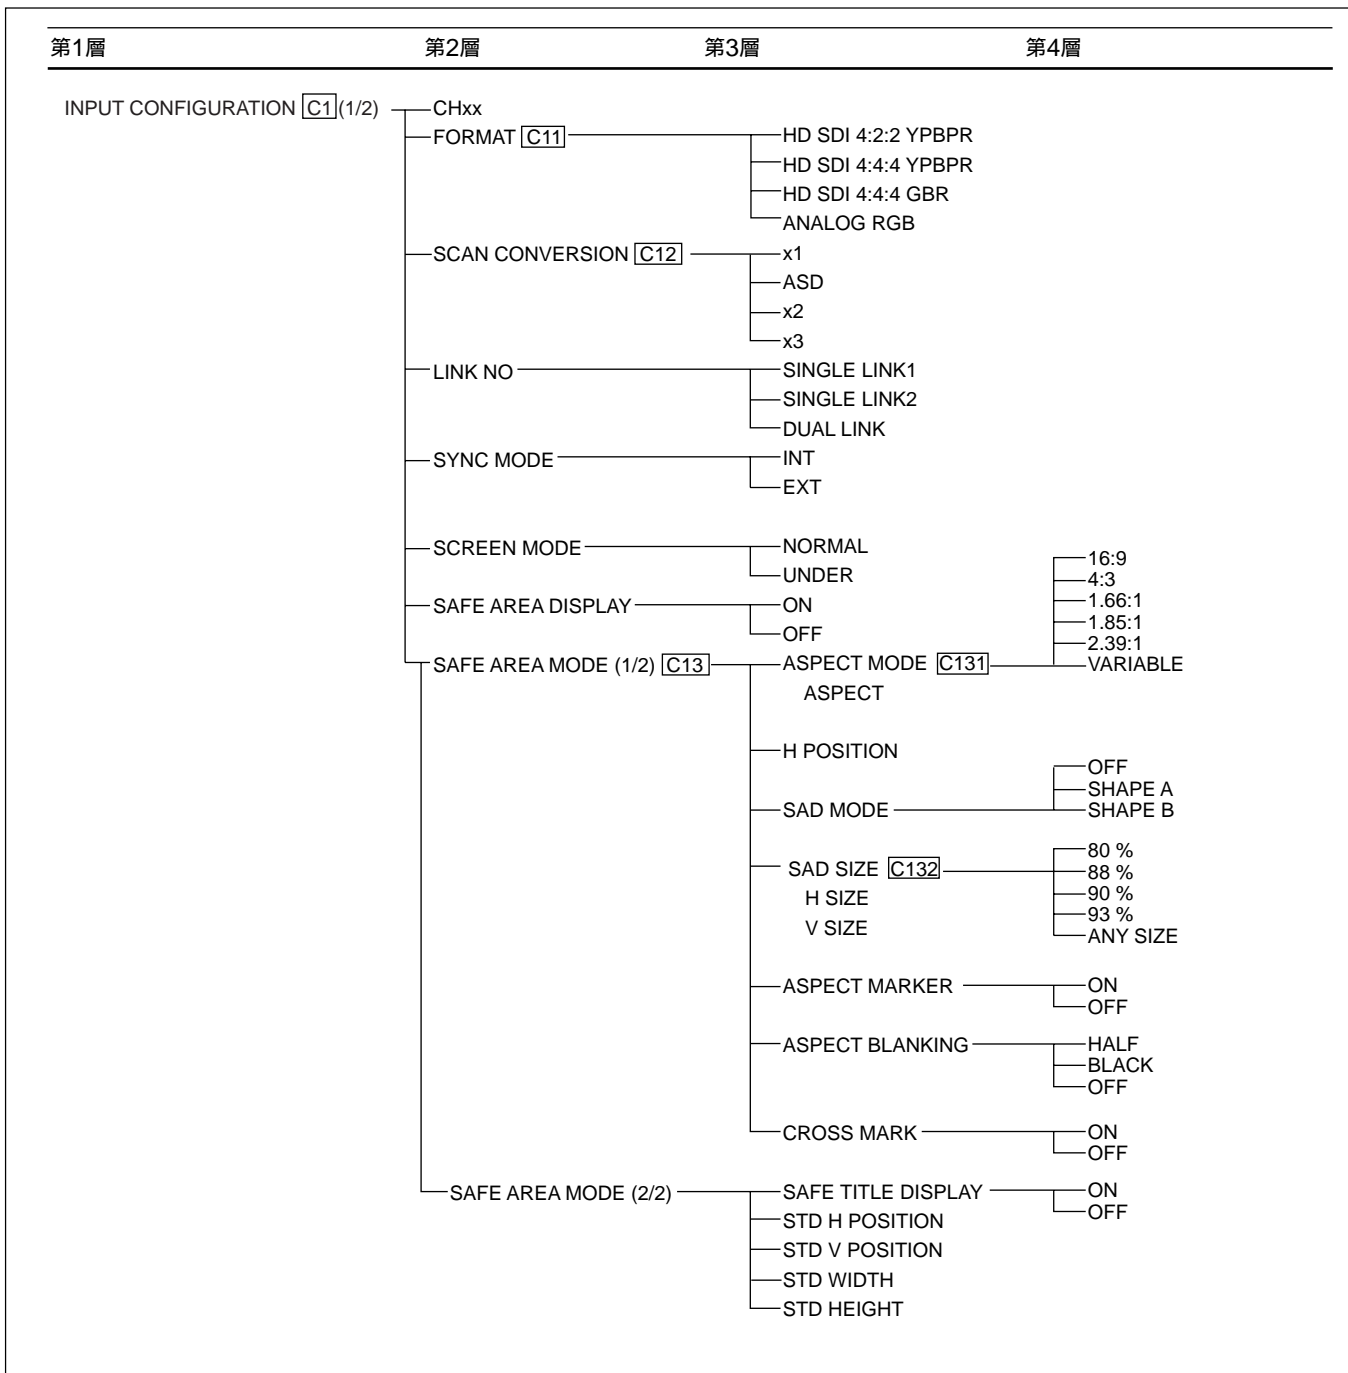 第1層 第2層 第3層 第4層
INPUT CONFIGURATION C1 (1/2) CHxx
FORMAT C11 HD SDI 4:2:2 YPBPR
HD SDI 4:4:4 YPBPR
HD SDI 4:4:4 GBR
ANALOG RGB
SCAN CONVERSION C12 x1
ASD
x2
x3
LINK NO SINGLE LINK1
SINGLE LINK2
DUAL LINK
SYNC MODE INT
EXT
SCREEN MODE NORMAL
UNDER
SAFE AREA DISPLAY ON
OFF
SAFE AREA MODE (1/2) C13 ASPECT MODE C131 16:9
4:3
1.66:1
1.85:1
2.39:1
VARIABLE
ASPECT
H POSITION
SAD MODE OFF
SHAPE A
SHAPE B
SAD SIZE C132 80 %
88 %
90 %
93 %
ANY SIZE
H SIZE
V SIZE
ASPECT MARKER ON
OFF
ASPECT BLANKING HALF
BLACK
OFF
CROSS MARK ON
OFF
SAFE AREA MODE (2/2) SAFE TITLE DISPLAY ON
OFF
STD H POSITION
STD V POSITION
STD WIDTH
STD HEIGHT